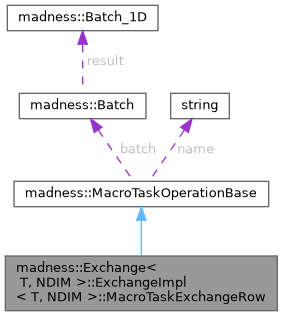 madness::Batch_1D
result
madness::Batch
string
batch
name
madness::MacroTaskOperationBase
madness::Exchange<
T, NDIM >::ExchangeImpl
< T, NDIM >::MacroTaskExchangeRow